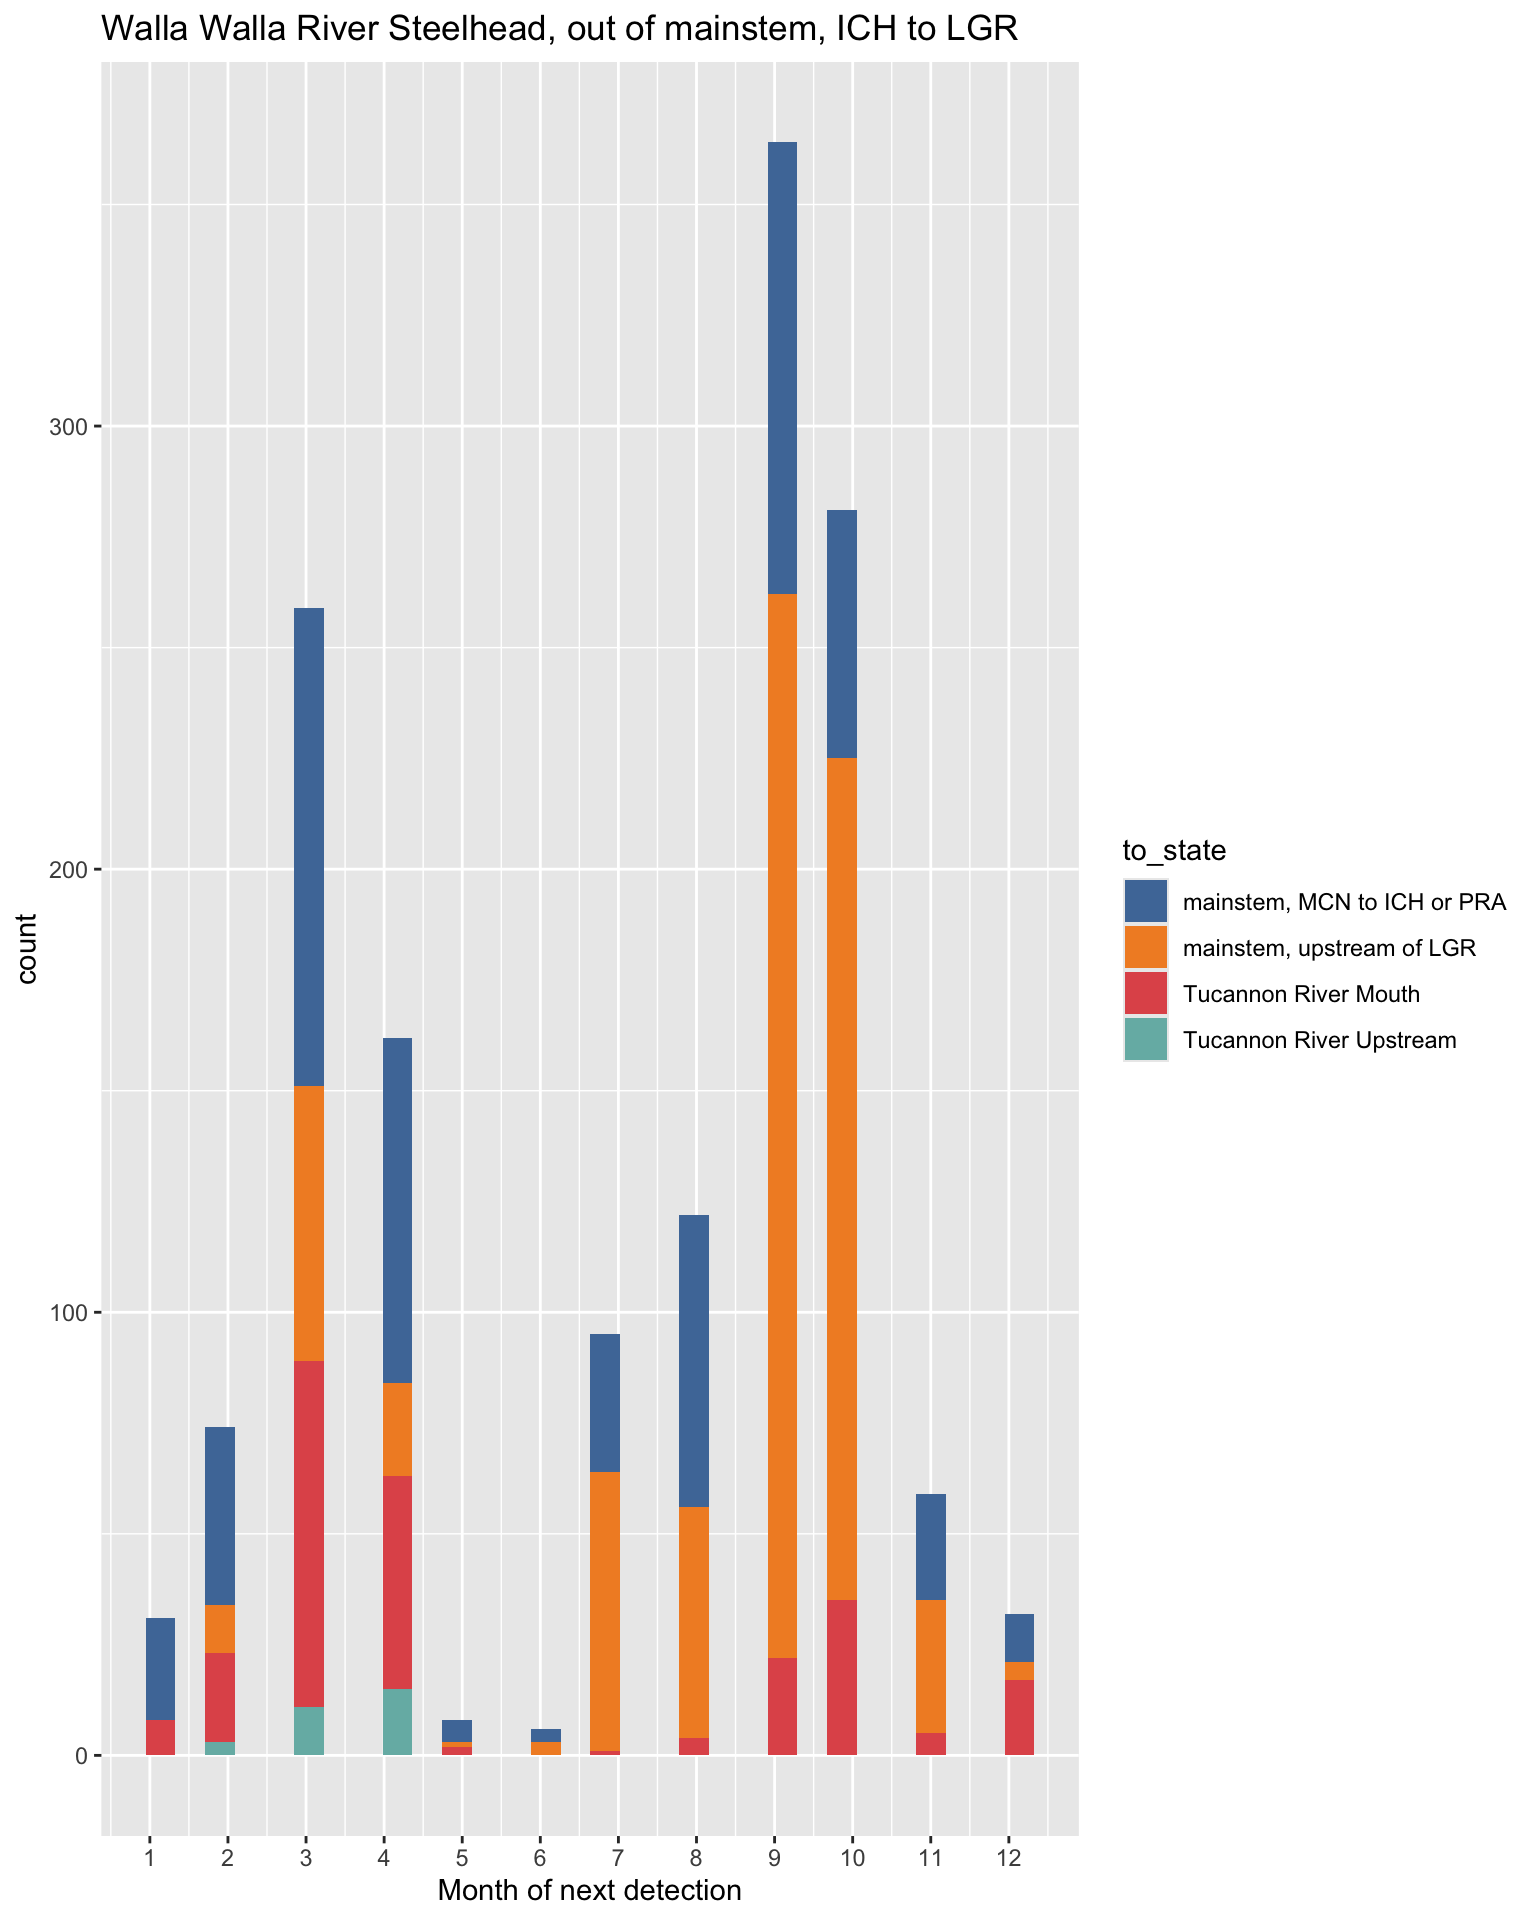 Walla Walla River Steelhead, out of mainstem, ICH to LGR
300
200
100
0
count
1 2 3 4 5 6 7 8 9 10 11 12
Month of next detection
to_state
mainstem, MCN to ICH or PRA
mainstem, upstream of LGR
Tucannon River Mouth
Tucannon River Upstream